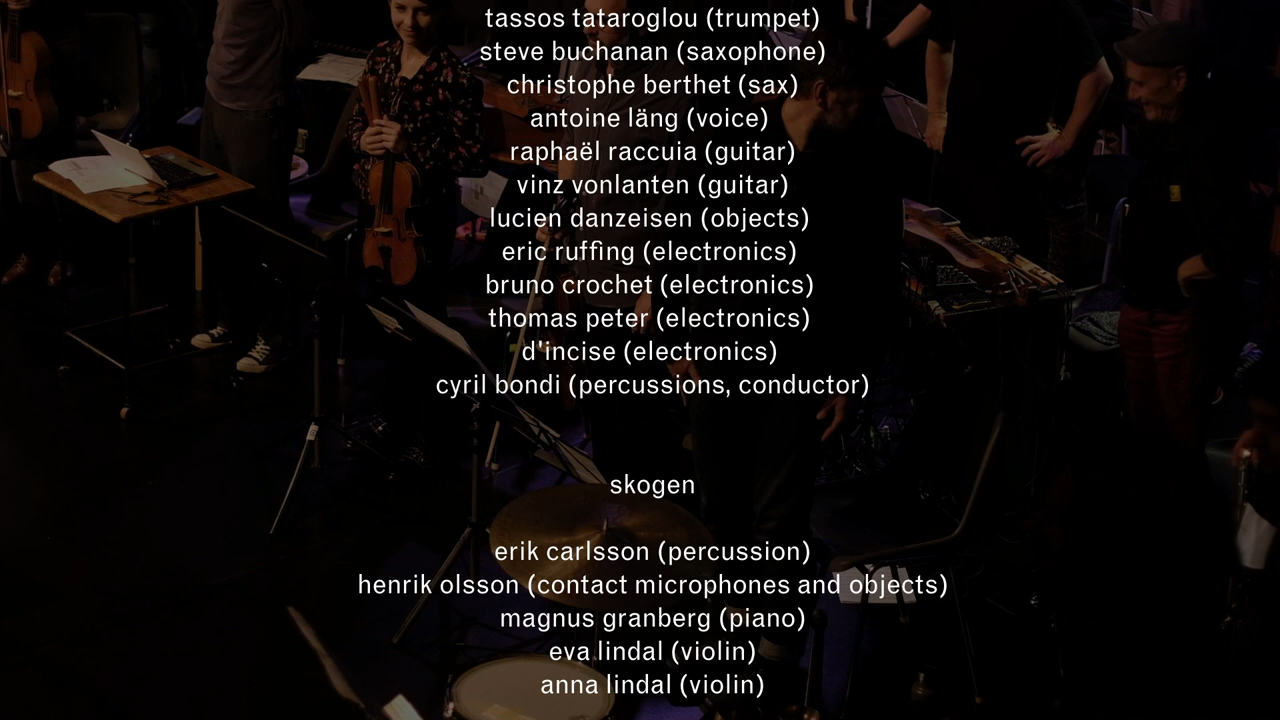 tassos tataroglou (trumpet)
steve buchanan (saxophone)
christophe berthet (sax)
antoine läng (voice)
raphaël raccuia (guitar)
vinz vonlanten (guitar)
lucien danzeisen (objects)
eric ruffing (electronics)
bruno crochet (electronics)
thomas peter (electronics)
d'incise (electronics)
cyril bondi (percussions, conductor)
skogen
erik carlsson (percussion)
henrik olsson (contact microphones and objects)
magnus granberg (piano)
eva lindal (violin)
anna lindal (violin)